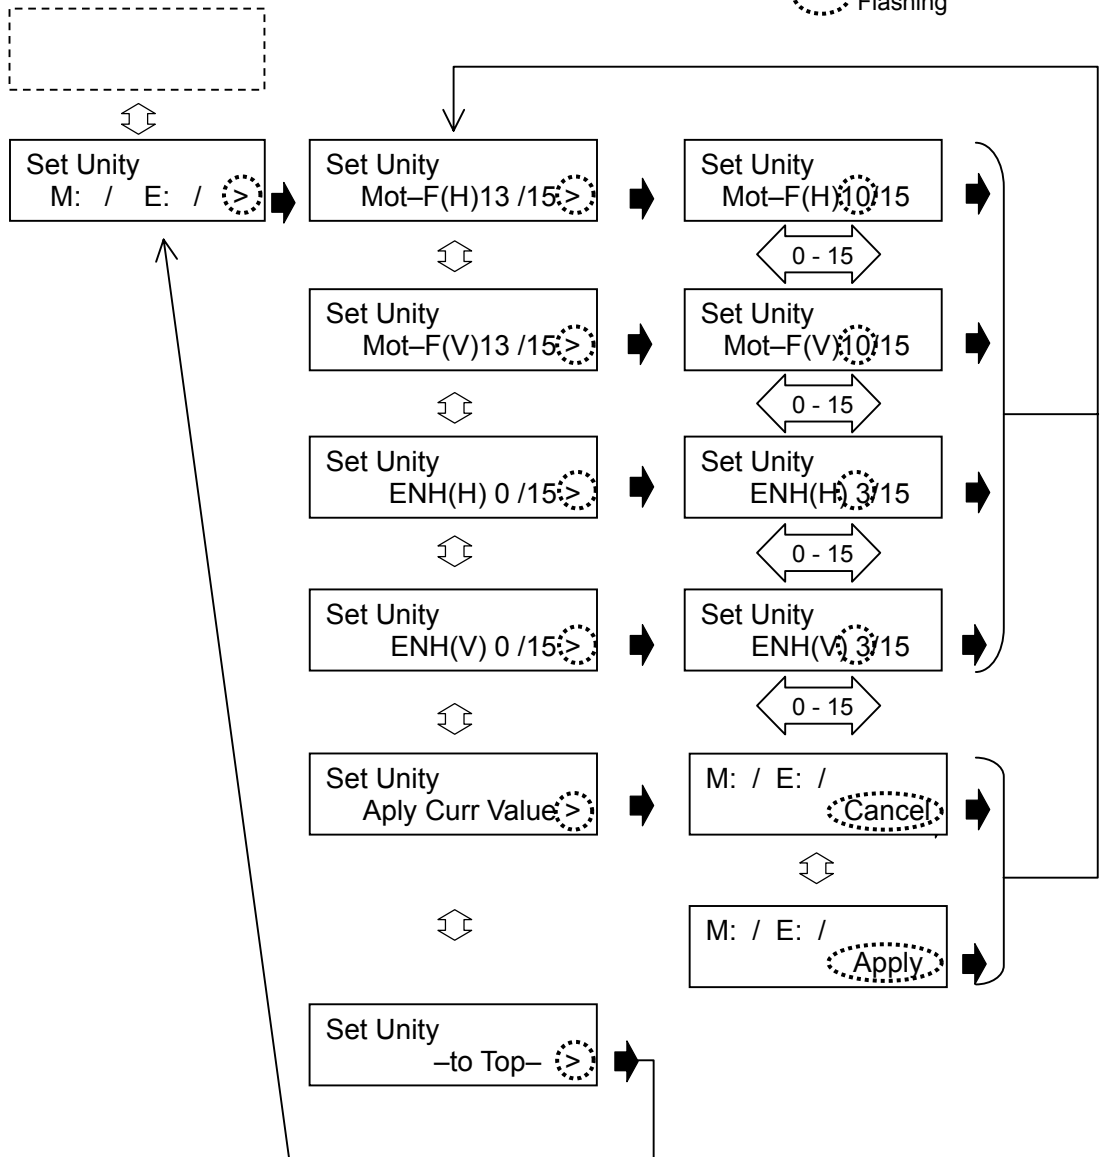 Flashing
Set Unity
M: / E: / >
Set Unity
Mot–F(H)13 /15 >
Set Unity
Mot–F(H)10/15
0 - 15
Set Unity
Mot–F(V)13 /15 >
Set Unity
Mot–F(V)10/15
0 - 15
Set Unity
ENH(H) 0 /15 >
Set Unity
ENH(H) 3/15
0 - 15
Set Unity
ENH(V) 0 /15 >
Set Unity
ENH(V) 3/15
0 - 15
Set Unity
Aply Curr Value >
M: / E: /
Cancel
M: / E: /
Apply
Set Unity
–to Top– >